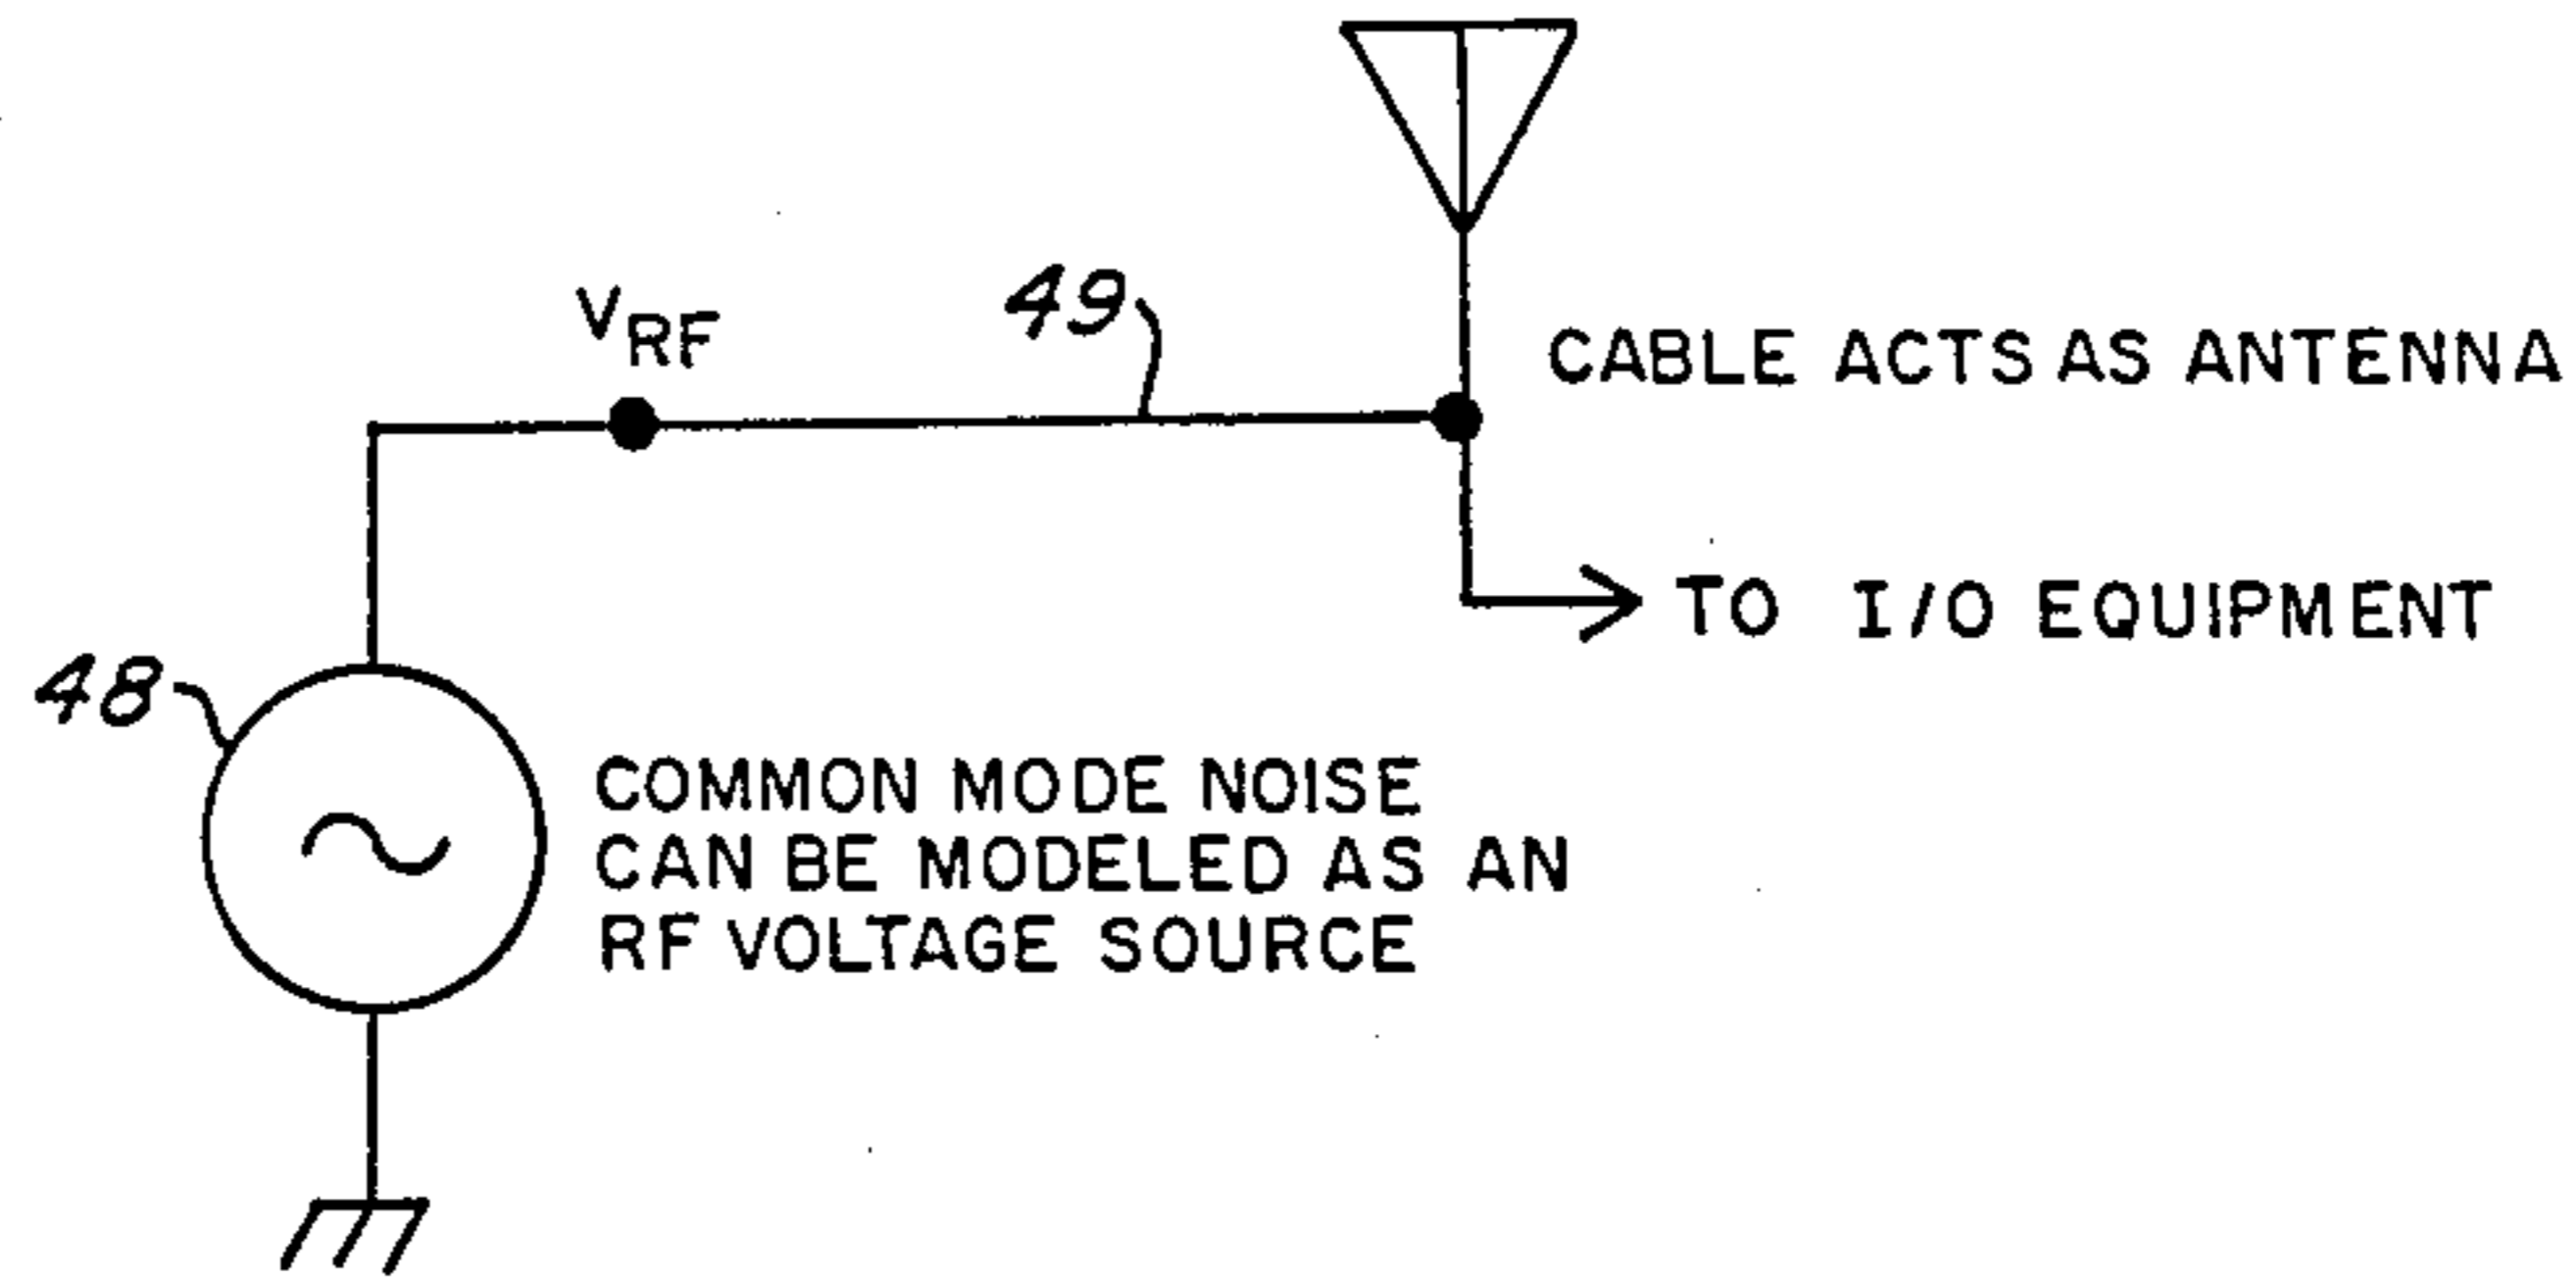 V_RF
49
CABLE ACTS AS ANTENNA
TO I/O EQUIPMENT
48
COMMON MODE NOISE
CAN BE MODELED AS AN
RF VOLTAGE SOURCE